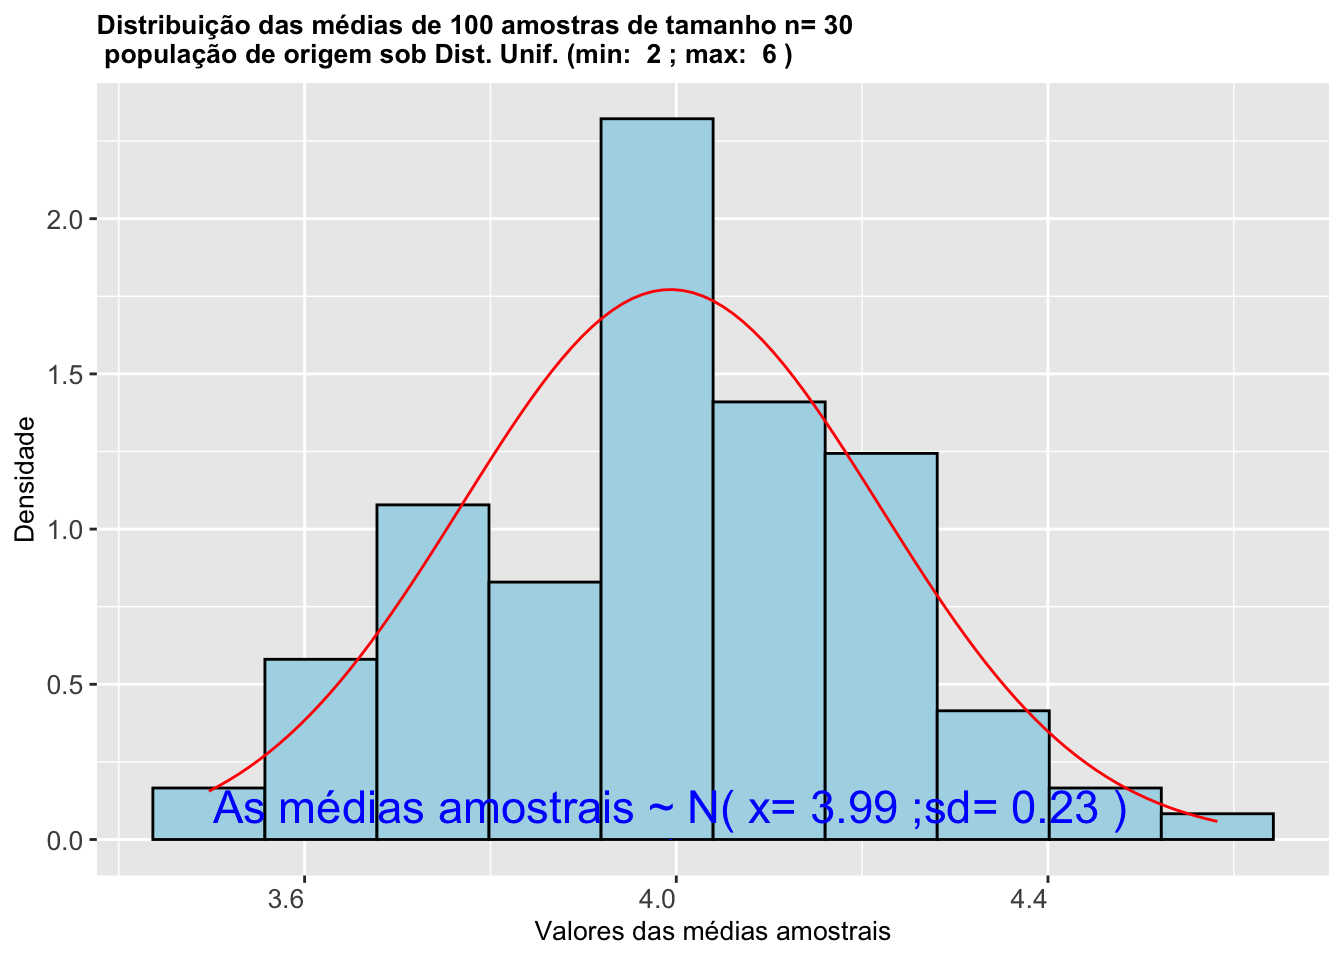 Distribuição das médias de 100 amostras de tamanho n= 30
população de origem sob Dist. Unif. (min:  2 ; max:  6 )
Densidade
2.0
1.5
1.0
0.5
0.0
As médias amostrais ~ N( x= 3.99 ;sd= 0.23 )
3.6
4.0
4.4
Valores das médias amostrais